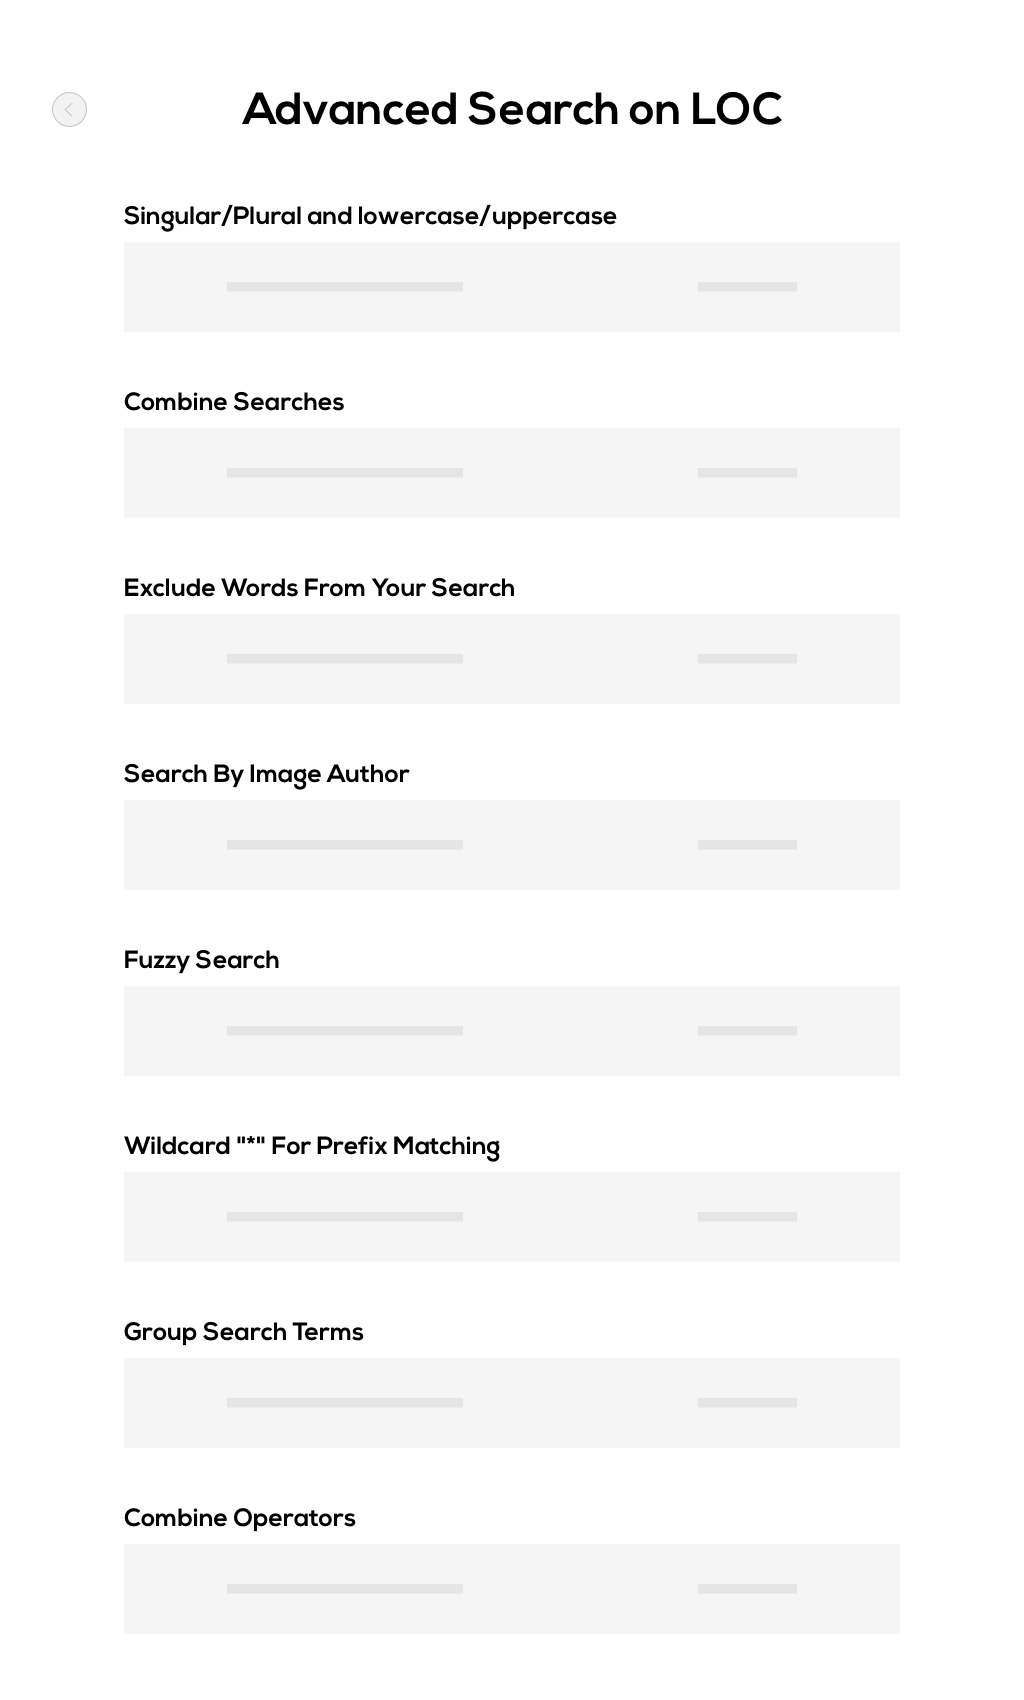 Advanced Search on LOC
Singular/Plural and lowercase/uppercase
Combine Searches
Exclude Words From Your Search
Search By Image Author
Fuzzy Search
Wildcard "*" For Prefix Matching
Group Search Terms
Combine Operators